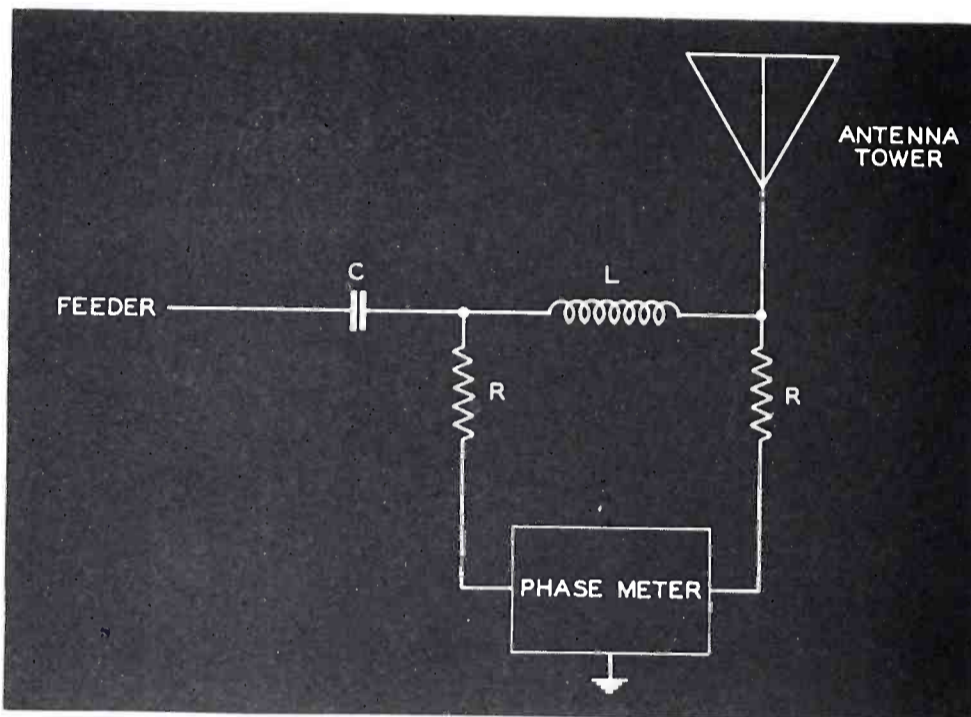 ANTENNA
TOWER
C
L
FEEDER
R
R
PHASE METER